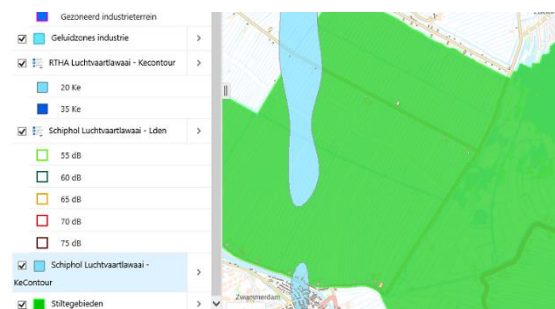 Gezoneerd industrieterrein
Geluidzones industrie
RTHA Luchtvaartlawaai - Kecontour
20 Ke
35 Ke
Schiphol Luchtvaartlawaai - Lden
55 dB
60 dB
65 dB
70 dB
75 dB
Schiphol Luchtvaartlawaai -
KeContour
Stiltegebieden
Zwammerdam